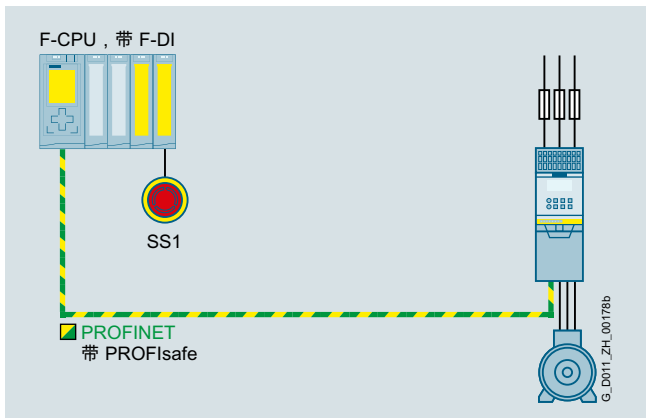 F-CPU，带 F-DI
SS1
PROFINET
带 PROFIsafe
G_D011_ZH_00178b